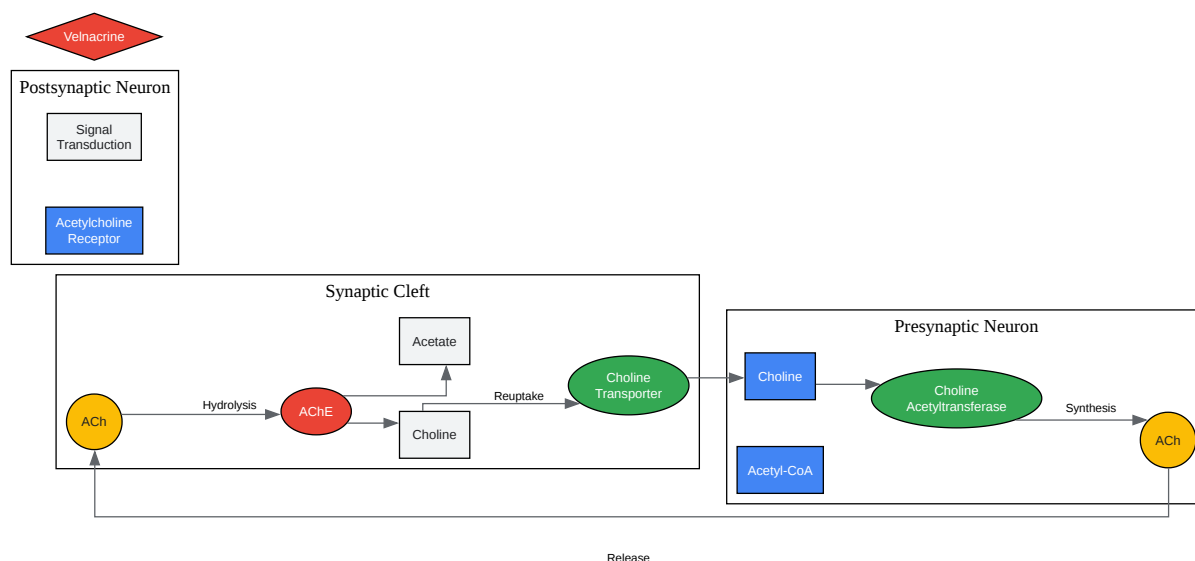 Velnacrine
Postsynaptic Neuron
Signal
Transduction
Acetylcholine
Receptor
Synaptic Cleft
Acetate
ACh
Hydrolysis
AChE
Choline
Reuptake
Choline
Transporter
Presynaptic Neuron
Choline
Choline
Acetyltransferase
Synthesis
ACh
Acetyl-CoA
Release